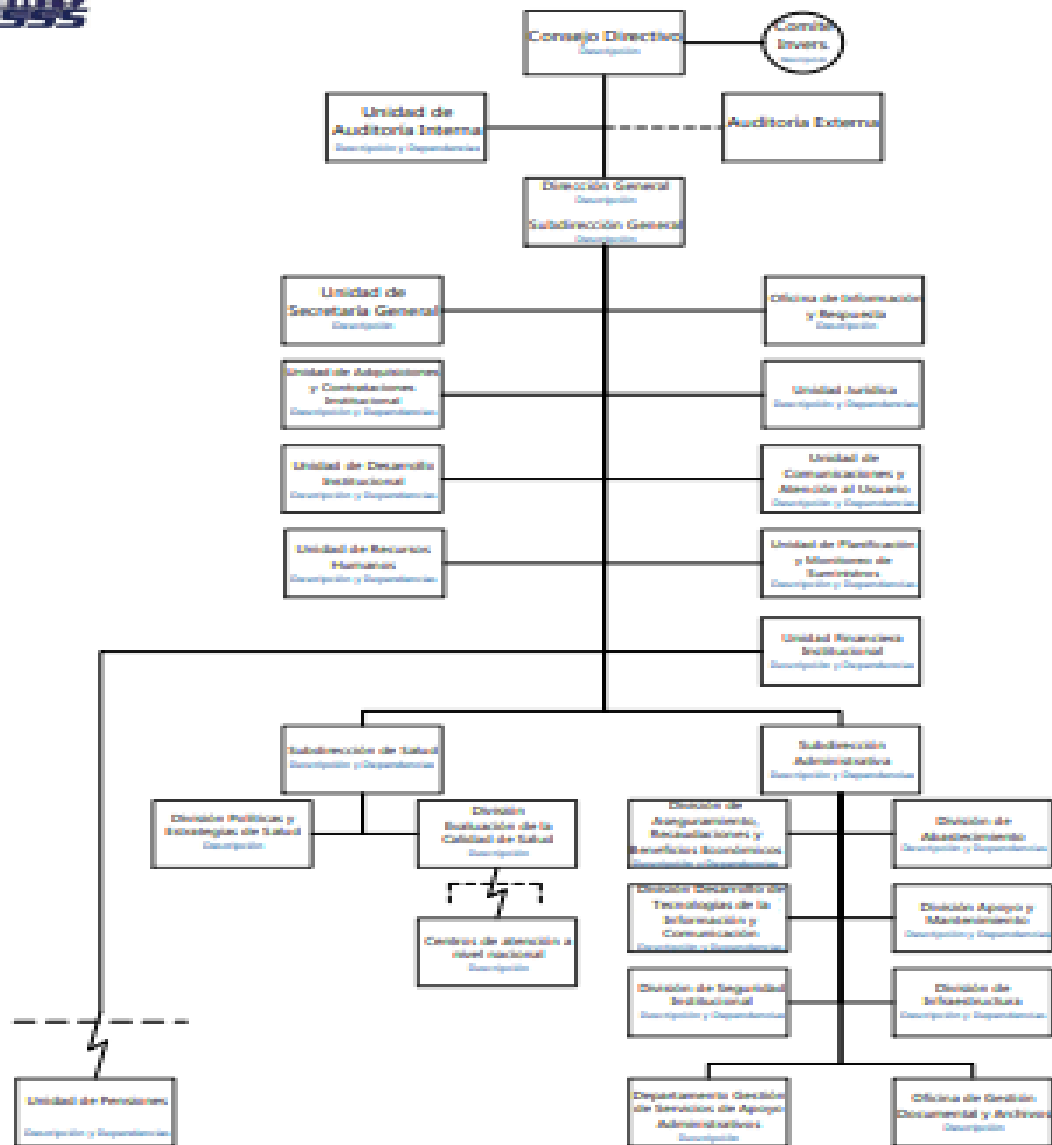 Consejo Directivo
Descripción
Comité
Invers.
Descripción
Unidad de
Auditoría Interna
Descripción y Dependencias
Auditoría Externa
Dirección General
Descripción
Subdirección General
Descripción
Unidad de
Secretaría General
Descripción
Oficina de Información
y Respuesta
Descripción
Unidad de Adquisiciones
y Contrataciones
Institucional
Descripción y Dependencias
Unidad Jurídica
Descripción y Dependencias
Unidad de Desarrollo
Institucional
Descripción y Dependencias
Unidad de
Comunicaciones y
Atención al Usuario
Descripción y Dependencias
Unidad de Recursos
Humanos
Descripción y Dependencias
Unidad de Planificación
y Monitoreo de
Suministros
Descripción y Dependencias
Unidad Financiera
Institucional
Descripción y Dependencias
Subdirección de Salud
Descripción y Dependencias
Subdirección
Administrativa
Descripción y Dependencias
División Políticas y
Estrategias de Salud
Descripción
División
Evaluación de la
Calidad de Salud
Descripción
División de
Aseguramiento,
Recaudaciones y
Beneficios Económicos
Descripción y Dependencias
División de
Abastecimiento
Descripción y Dependencias
División Desarrollo de
Tecnologías de la
Información y
Comunicación
Descripción y Dependencias
División Apoyo y
Mantenimiento
Descripción y Dependencias
Centros de atención a
nivel nacional
Descripción
División de Seguridad
Institucional
Descripción y Dependencias
División de
Infraestructura
Descripción y Dependencias
Unidad de Pensiones
Descripción y Dependencias
Departamento Gestión
de Servicios de Apoyo
Administrativos
Descripción
Oficina de Gestión
Documental y Archivos
Descripción